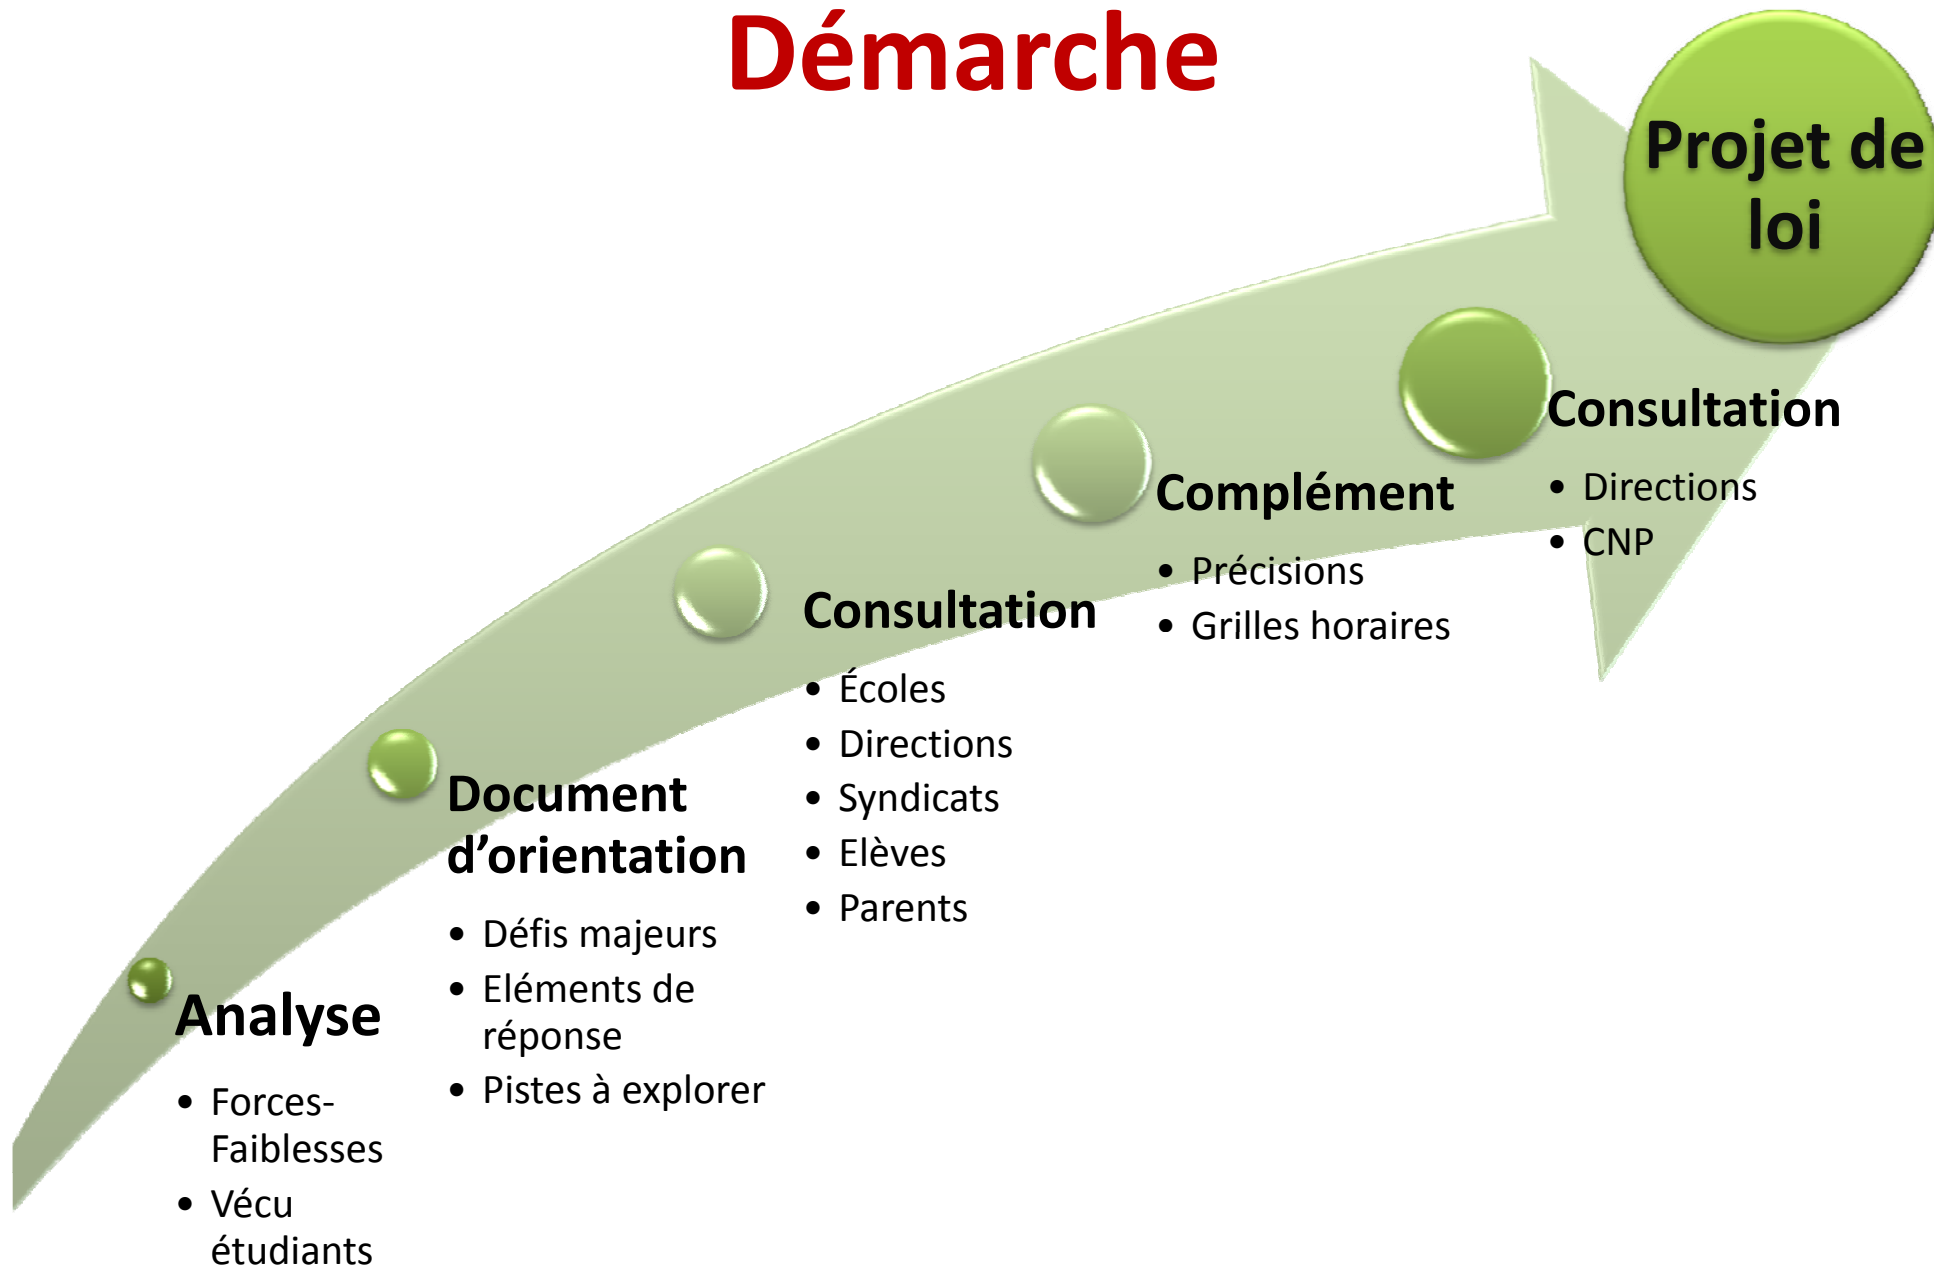 Démarche
Analyse
• Forces-
Faiblesses
• Vécu
étudiants
Document
d’orientation
• Défis majeurs
• Eléments de
réponse
• Pistes à explorer
Consultation
• Écoles
• Directions
• Syndicats
• Elèves
• Parents
Complément
• Précisions
• Grilles horaires
Consultation
• Directions
• CNP
Projet de
loi